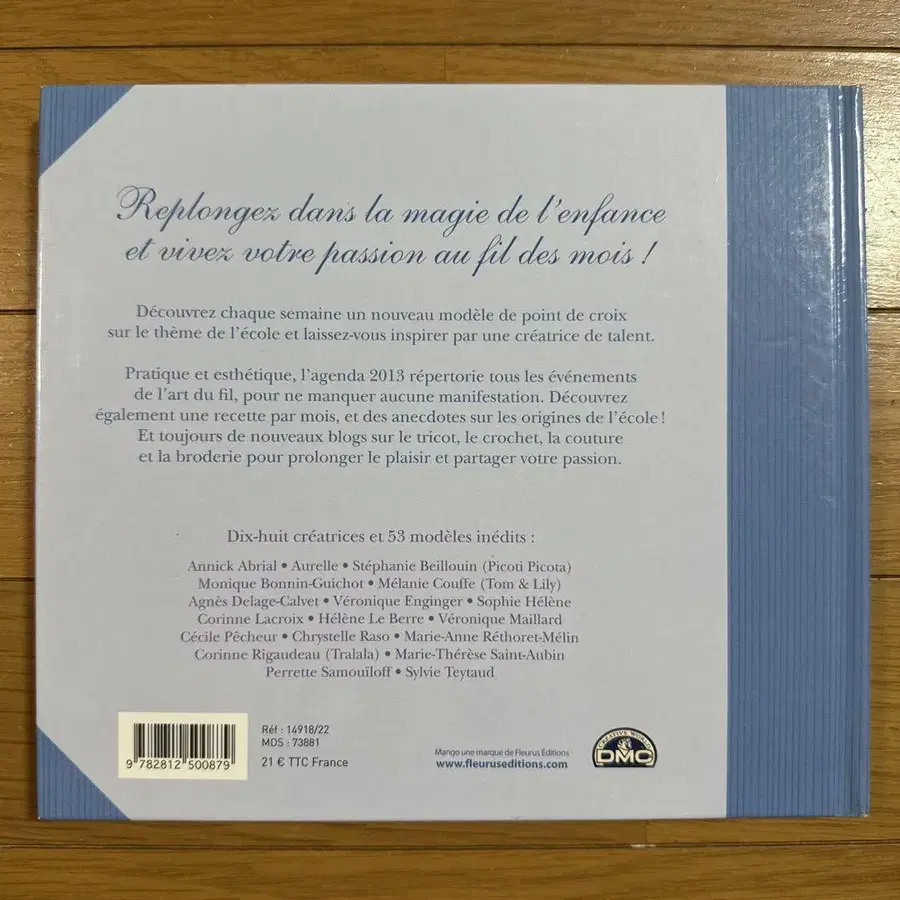 Replongez dans la magie de l'enfance
et vivez votre passion au fil des mois !
Découvrez chaque semaine un nouveau modèle de point de croix
sur le thème de l'école et laissez-vous inspirer par une créatrice de talent.
Pratique et esthétique, l'agenda 2013 répertorie tous les événements
de l'art du fil, pour ne manquer aucune manifestation. Découvrez
également une recette par mois, et des anecdotes sur les origines de l'école !
Et toujours de nouveaux blogs sur le tricot, le crochet, la couture
et la broderie pour prolonger le plaisir et partager votre passion.
Dix-huit créatrices et 53 modèles inédits :
Annick Abrial • Aurelle • Stéphanie Beillouin (Picoti Picota)
Monique Bonnin-Guichot • Mélanie Couffe (Tom & Lily)
Agnès Delage-Calvet • Véronique Enginger • Sophie Hélène
Corinne Lacroix • Hélène Le Berre • Véronique Maillard
Cécile Pêcheur • Chrystelle Raso • Marie-Anne Réthoret-Mélin
Corinne Rigaudeau (Tralala) • Marie-Thérèse Saint-Aubin
Perrette Samouïloff • Sylvie Teytaud
9 782812 500879
Réf : 14918/22
MDS : 73881
21 € TTC France
Mango une marque de Fleurus Éditions
www.fleuruseditions.com
CREATIVE WORLD
DMC